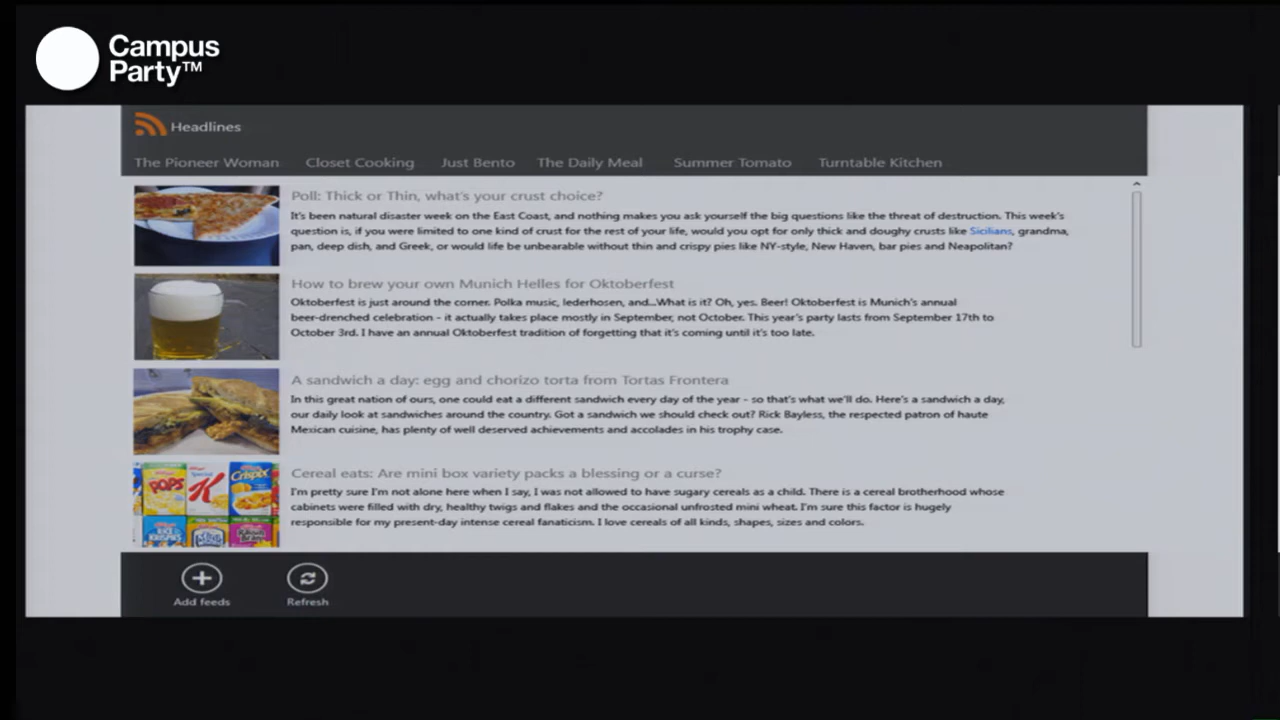 Campus
Party™
Headlines
The Pioneer Woman Closet Cooking Just Bento The Daily Meal Summer Tomato Turntable Kitchen
Poll: Thick or Thin, what's your crust choice?
It's been natural disaster week on the East Coast, and nothing makes you ask yourself the big questions like the threat of destruction. This week's
question is, if you were limited to one kind of crust for the rest of your life, would you opt for only thick and doughy crusts like Sicilians, grandma,
pan, deep dish, and Greek, or would life be unbearable without thin and crispy pies like NY-style, New Haven, bar pies and Neapolitan?
How to brew your own Munich Helles for Oktoberfest
Oktoberfest is just around the corner. Polka music, lederhosen, and...What is it? Oh, yes. Beer! Oktoberfest is Munich's annual
beer-drenched celebration - it actually takes place mostly in September, not October. This year's party lasts from September 17th to
October 3rd. I have an annual Oktoberfest tradition of forgetting that it's coming until it's too late.
A sandwich a day: egg and chorizo torta from Tortas Frontera
In this great nation of ours, one could eat a different sandwich every day of the year - so that's what we'll do. Here's a sandwich a day,
our daily look at sandwiches around the country. Got a sandwich we should check out? Rick Bayless, the respected patron of haute
Mexican cuisine, has plenty of well deserved achievements and accolades in his trophy case.
Cereal eats: Are mini box variety packs a blessing or a curse?
I'm pretty sure I'm not alone here when I say, I was not allowed to have sugary cereals as a child. There is a cereal brotherhood whose
cabinets were filled with dry, healthy twigs and flakes and the occasional unfrosted mini wheat. I'm sure this factor is hugely
responsible for my present-day intense cereal fanaticism. I love cereals of all kinds, shapes, sizes and colors.
POPS Special K Crispix
RICE KRISPIES
Add feeds Refresh